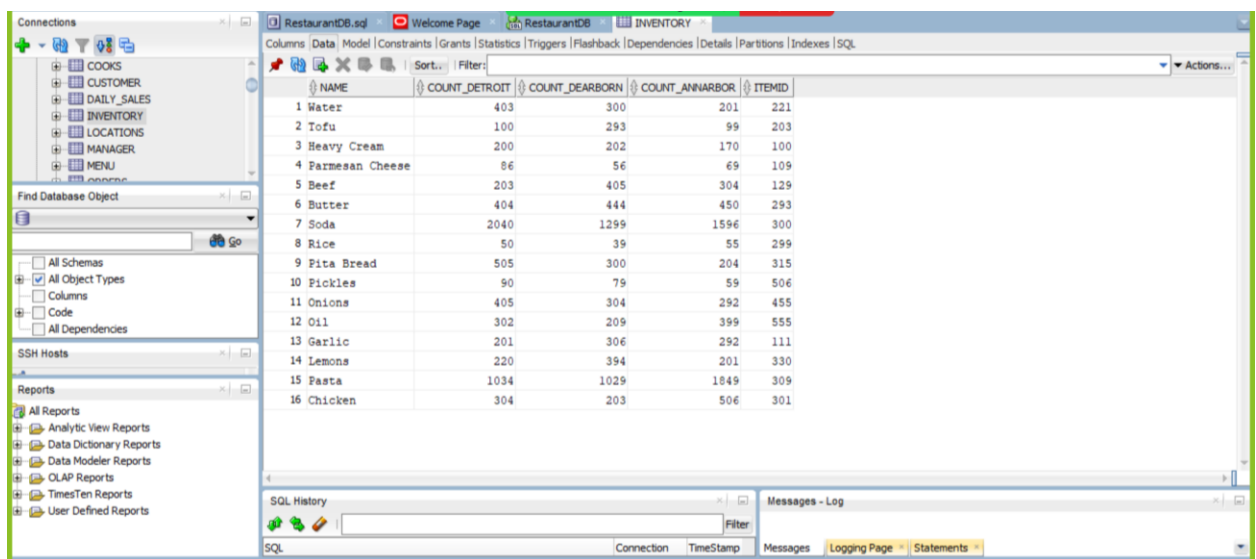 Connections
RestaurantDB.sql Welcome Page RestaurantDB INVENTORY
Columns Data Model Constraints Grants Statistics Triggers Flashback Dependencies Details Partitions Indexes SQL
Sort.. Filter: Actions...
COOKS
CUSTOMER
DAILY_SALES
INVENTORY
LOCATIONS
MANAGER
MENU
Find Database Object
Go
All Schemas
All Object Types
Columns
Code
All Dependencies
SSH Hosts
Reports
All Reports
Analytic View Reports
Data Dictionary Reports
Data Modeler Reports
OLAP Reports
TimesTen Reports
User Defined Reports
NAME COUNT_DETROIT COUNT_DEARBORN COUNT_ANNARBOR ITEMID
1 Water 403 300 201 221
2 Tofu 100 293 99 203
3 Heavy Cream 200 202 170 100
4 Parmesan Cheese 86 56 69 109
5 Beef 203 405 304 129
6 Butter 404 444 450 293
7 Soda 2040 1299 1596 300
8 Rice 50 39 55 299
9 Pita Bread 505 300 204 315
10 Pickles 90 79 59 506
11 Onions 405 304 292 455
12 Oil 302 209 399 555
13 Garlic 201 306 292 111
14 Lemons 220 394 201 330
15 Pasta 1034 1029 1849 309
16 Chicken 304 203 506 301
SQL History
Filter
SQL Connection TimeStamp
Messages - Log
Messages Logging Page Statements